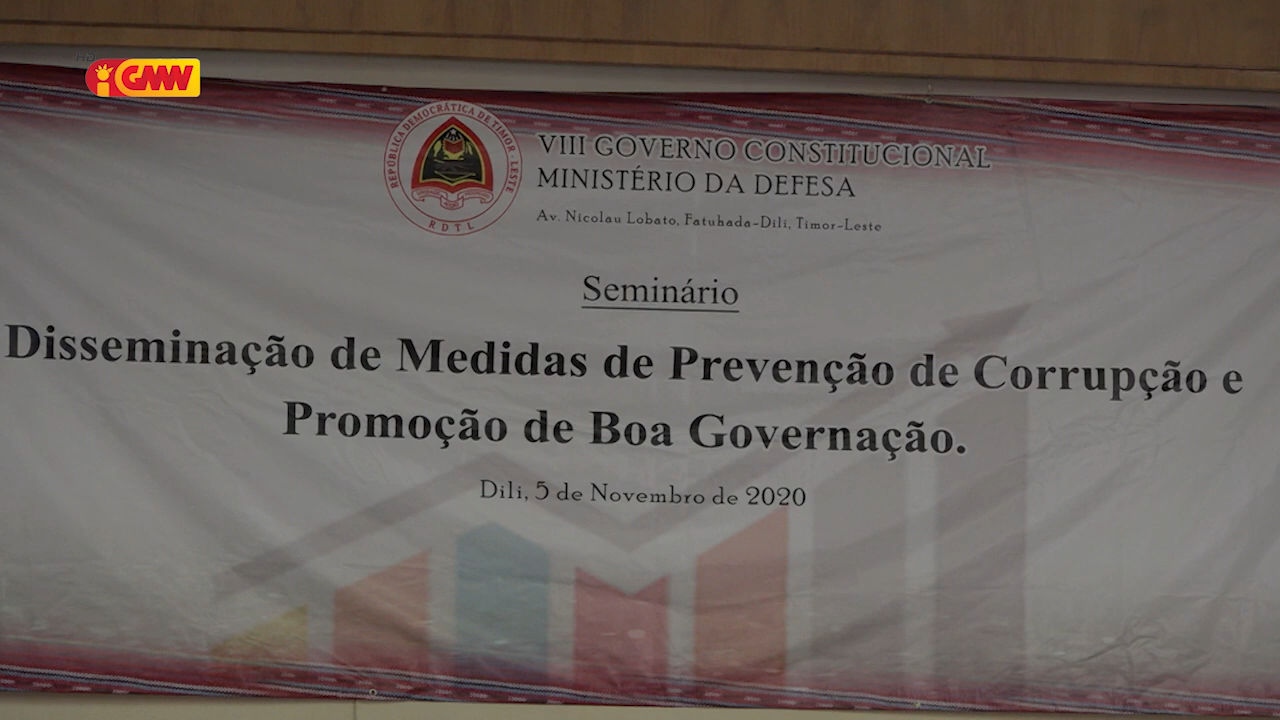 HD
GMN
REPÚBLICA DEMOCRÁTICA DE TIMOR-LESTE
RDTL
VIII GOVERNO CONSTITUCIONAL
MINISTÉRIO DA DEFESA
Av. Nicolau Lobato, Fatuhada-Dili, Timor-Leste
Seminário
Disseminação de Medidas de Prevenção de Corrupção e
Promoção de Boa Governação.
Dili, 5 de Novembro de 2020